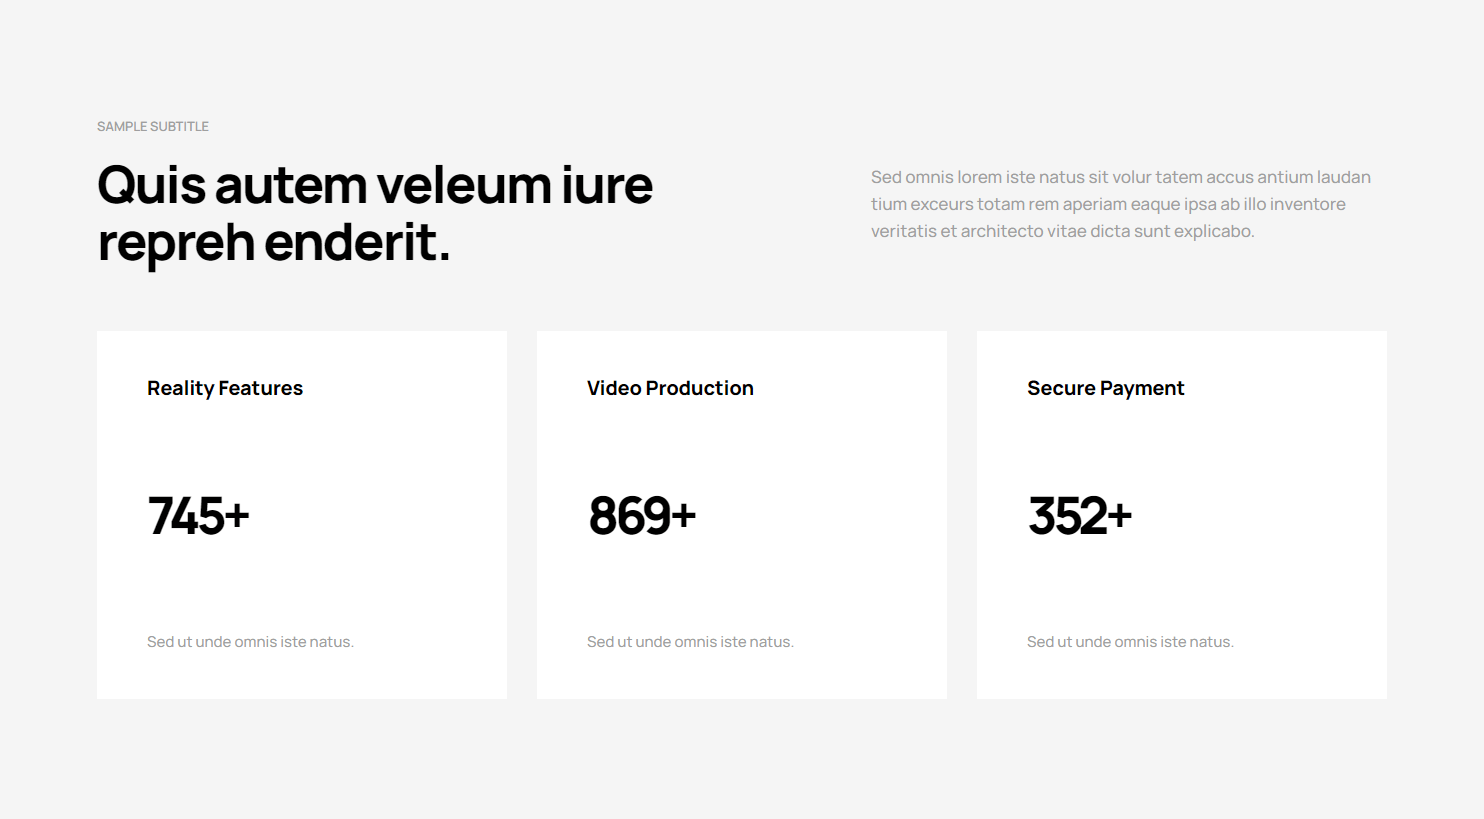 SAMPLE SUBTITLE
Quis autem veleum iure
repreh enderit.
Sed omnis lorem iste natus sit volur tatem accus antium laudan
tium exceurs totam rem aperiam eaque ipsa ab illo inventore
veritatis et architecto vitae dicta sunt explicabo.
Reality Features
745+
Sed ut unde omnis iste natus.
Video Production
869+
Sed ut unde omnis iste natus.
Secure Payment
352+
Sed ut unde omnis iste natus.